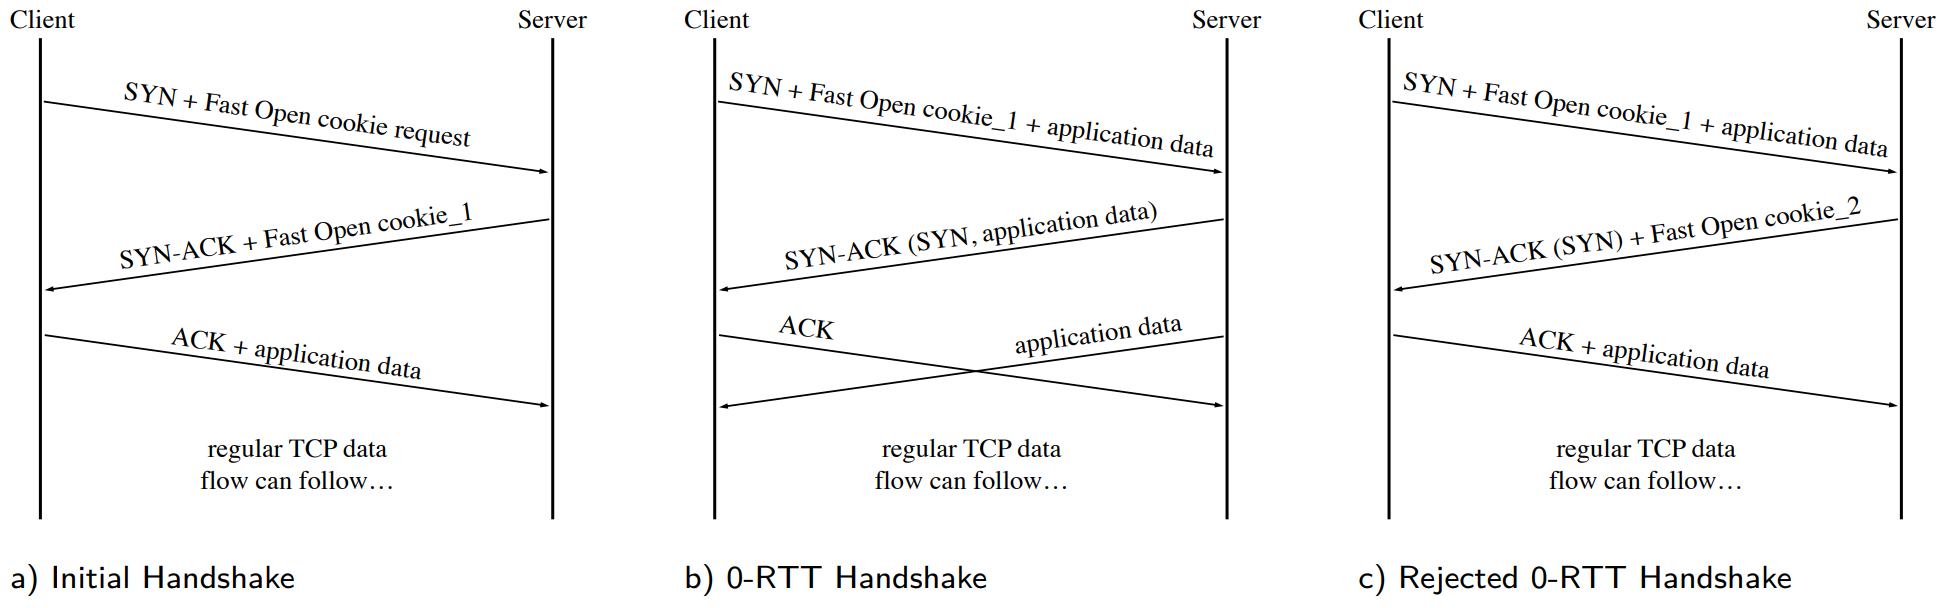 Client
Server
SYN + Fast Open cookie request
SYN-ACK + Fast Open cookie_1
ACK + application data
regular TCP data
flow can follow…
a) Initial Handshake
Client
Server
SYN + Fast Open cookie_1 + application data
SYN-ACK (SYN, application data)
ACK
application data
regular TCP data
flow can follow…
b) 0-RTT Handshake
Client
Server
SYN + Fast Open cookie_1 + application data
SYN-ACK (SYN) + Fast Open cookie_2
ACK + application data
regular TCP data
flow can follow…
c) Rejected 0-RTT Handshake